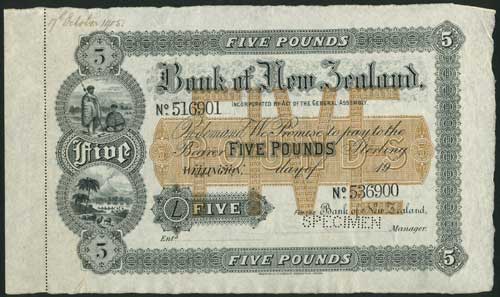 17th October 1905.
5 FIVE POUNDS 5
Bank of New Zealand.
INCORPORATED BY ACT OF THE GENERAL ASSEMBLY.
No. 516901
On demand We Promise to pay to the
Bearer FIVE POUNDS Sterling
WELLINGTON, day of 19
No. 536900
Five
£ FIVE
For the Bank of New Zealand,
SPECIMEN
Entd. Manager.
5 FIVE POUNDS 5